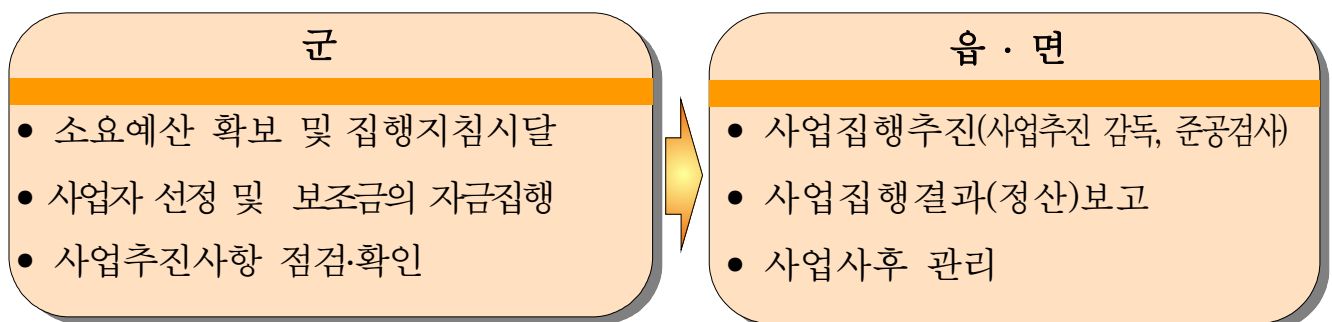 군
• 소요예산 확보 및 집행지침시달
• 사업자 선정 및 보조금의 자금집행
• 사업추진사항 점검·확인
읍 · 면
• 사업집행추진(사업추진 감독, 준공검사)
• 사업집행결과(정산)보고
• 사업사후 관리